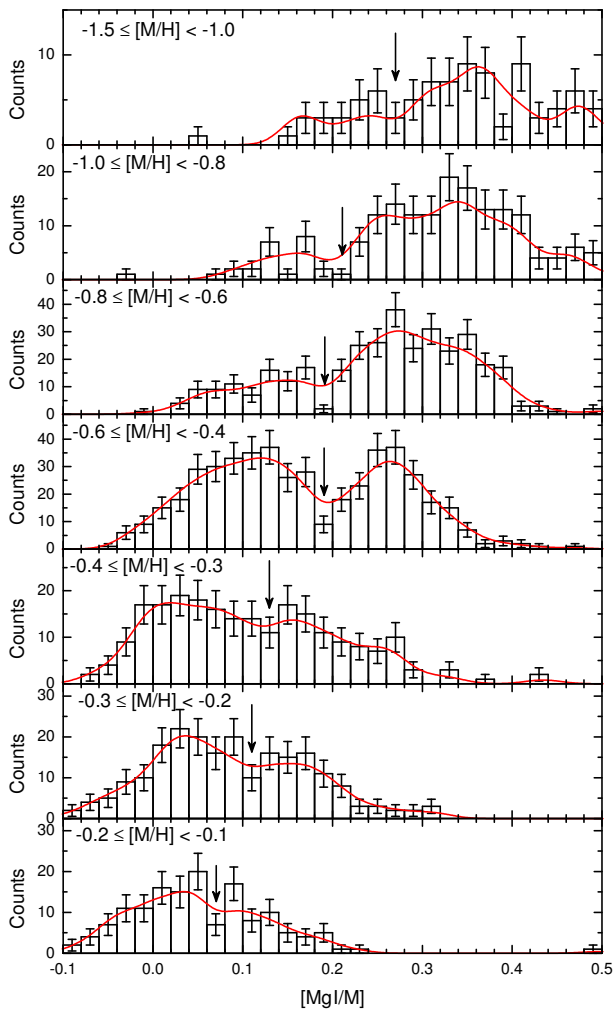 -1.5 ≤ [M/H] < -1.0
15
10
5
0
Counts
-1.0 ≤ [M/H] < -0.8
20
10
0
Counts
-0.8 ≤ [M/H] < -0.6
40
30
20
10
0
Counts
-0.6 ≤ [M/H] < -0.4
40
30
20
10
0
Counts
-0.4 ≤ [M/H] < -0.3
20
10
0
Counts
-0.3 ≤ [M/H] < -0.2
30
20
10
0
Counts
-0.2 ≤ [M/H] < -0.1
30
20
10
0
Counts
-0.1 0.0 0.1 0.2 0.3 0.4 0.5
[MgI/M]